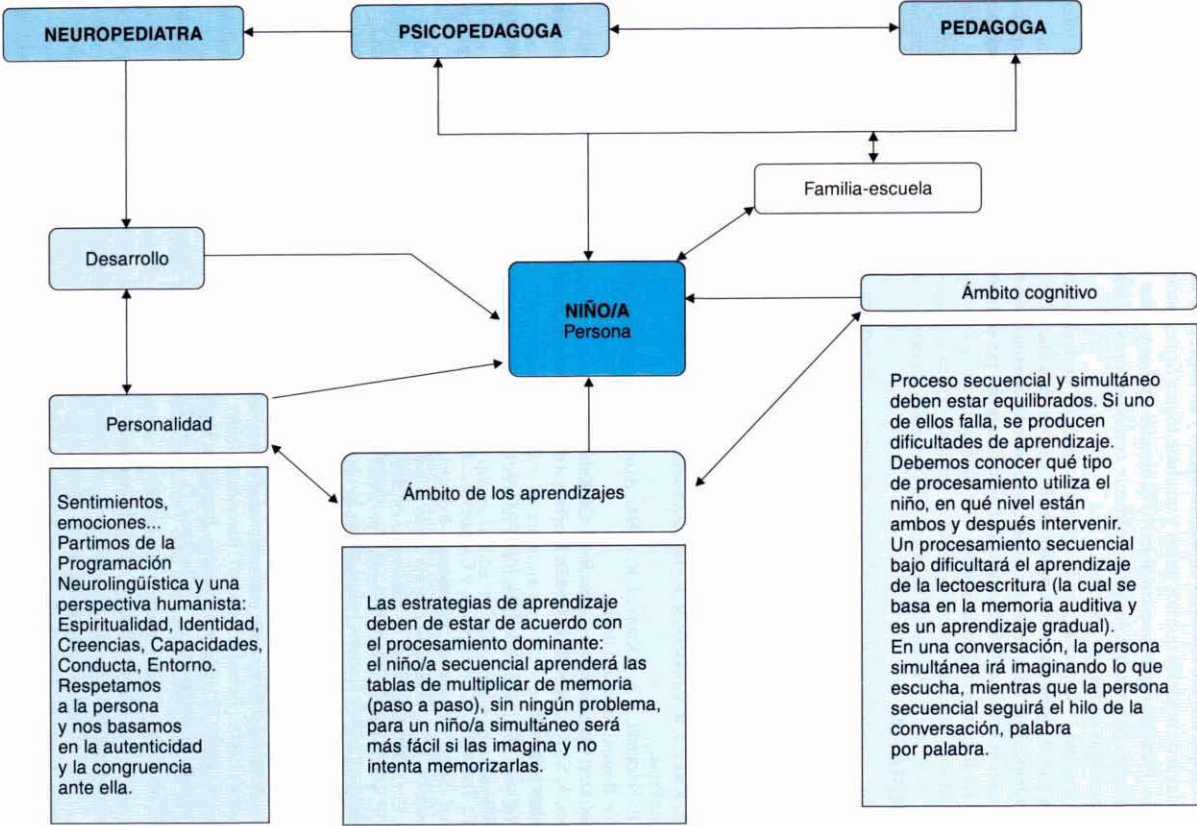 NEUROPEDIATRA
PSICOPEDAGOGA
PEDAGOGA
Familia-escuela
Desarrollo
NIÑO/A
Persona
Ámbito cognitivo
Personalidad
Ámbito de los aprendizajes
Sentimientos,
emociones...
Partimos de la
Programación
Neurolingüística y una
perspectiva humanista:
Espiritualidad, Identidad,
Creencias, Capacidades,
Conducta, Entorno.
Respetamos
a la persona
y nos basamos
en la autenticidad
y la congruencia
ante ella.
Las estrategias de aprendizaje
deben de estar de acuerdo con
el procesamiento dominante:
el niño/a secuencial aprenderá las
tablas de multiplicar de memoria
(paso a paso), sin ningún problema,
para un niño/a simultáneo será
más fácil si las imagina y no
intenta memorizarlas.
Proceso secuencial y simultáneo
deben estar equilibrados. Si uno
de ellos falla, se producen
dificultades de aprendizaje.
Debemos conocer qué tipo
de procesamiento utiliza el
niño, en qué nivel están
ambos y después intervenir.
Un procesamiento secuencial
bajo dificultará el aprendizaje
de la lectoescritura (la cual se
basa en la memoria auditiva y
es un aprendizaje gradual).
En una conversación, la persona
simultánea irá imaginando lo que
escucha, mientras que la persona
secuencial seguirá el hilo de la
conversación, palabra
por palabra.